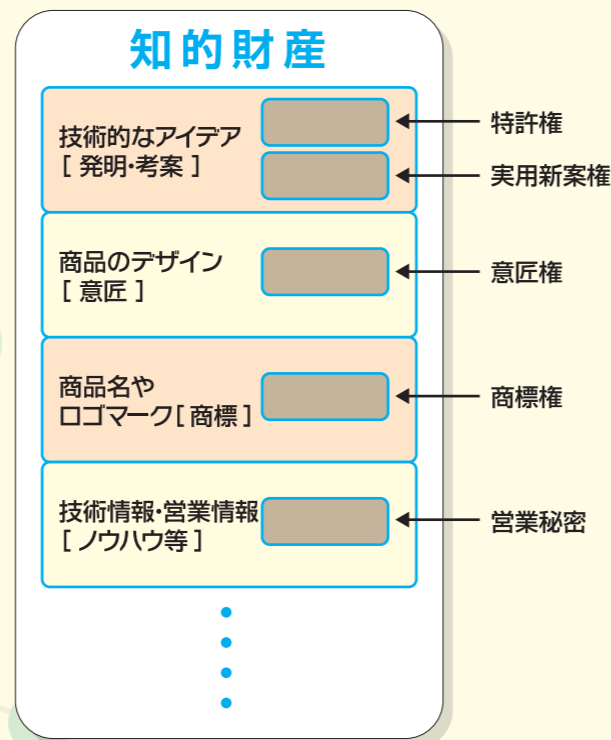 知的財産
技術的なアイデア
[ 発明・考案 ]
特許権
実用新案権
商品のデザイン
[ 意匠 ]
意匠権
商品名や
ロゴマーク[ 商標 ]
商標権
技術情報・営業情報
[ ノウハウ等 ]
営業秘密